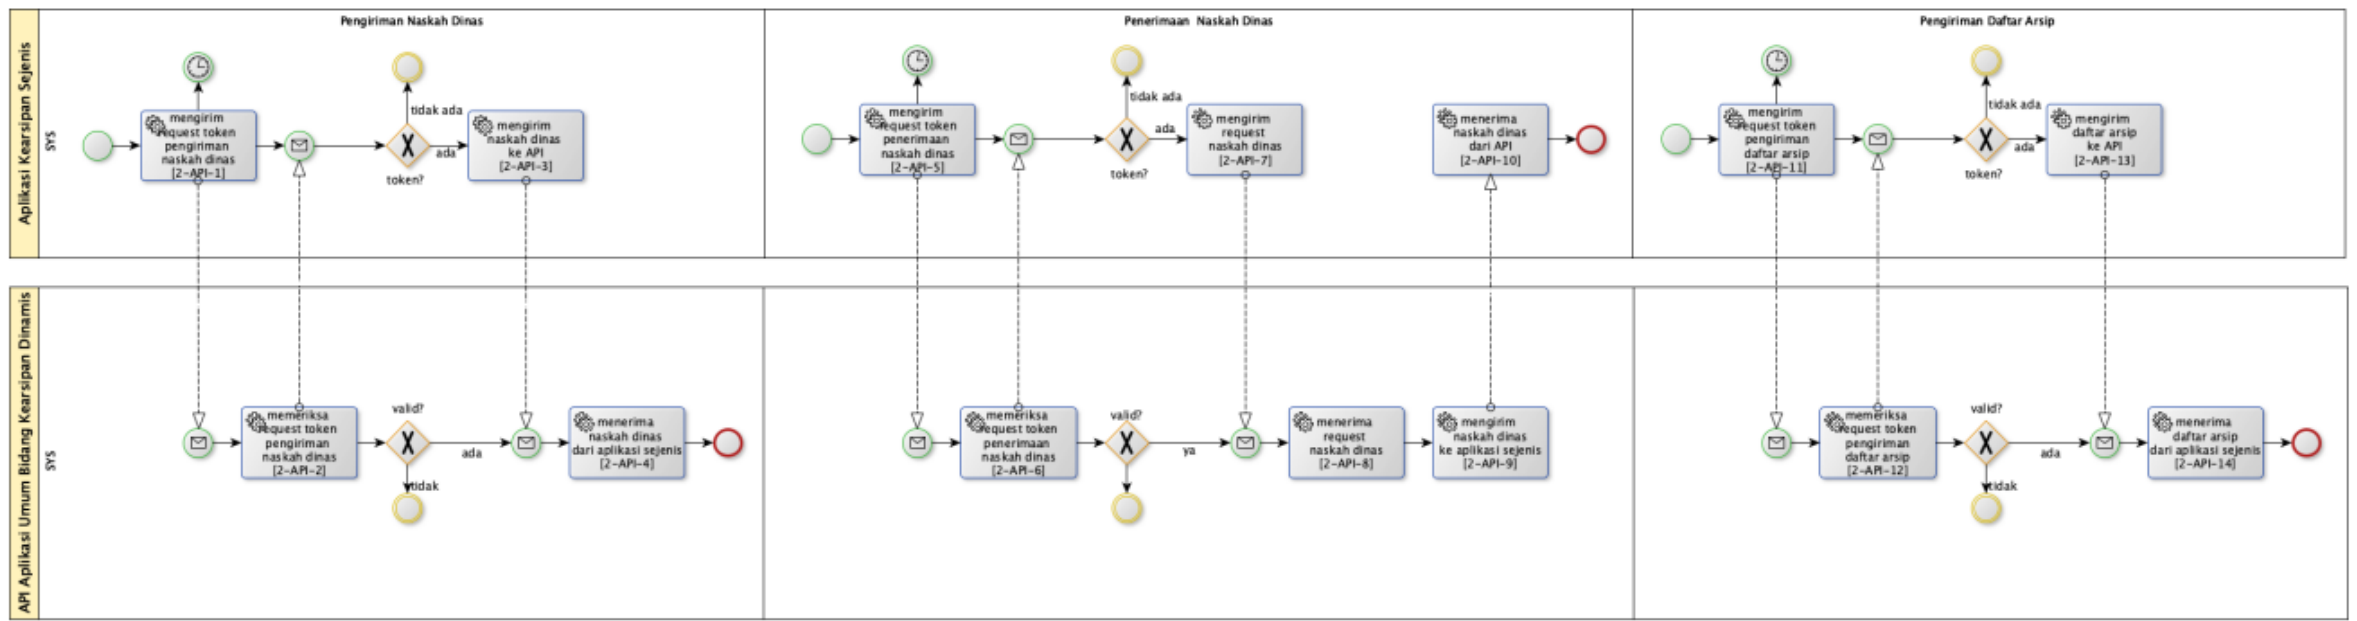 Pengiriman Naskah Dinas
Penerimaan Naskah Dinas
Pengiriman Daftar Arsip
Aplikasi Kearsipan Sejenis
SYS
mengirim
request token
pengiriman
naskah dinas
[2-API-1]
tidak ada
ada
token?
mengirim
naskah dinas
ke API
[2-API-3]
mengirim
request token
penerimaan
naskah dinas
[2-API-5]
tidak ada
ada
token?
mengirim
request
naskah dinas
[2-API-7]
menerima
naskah dinas
dari API
[2-API-10]
mengirim
request token
pengiriman
daftar arsip
[2-API-11]
tidak ada
ada
token?
mengirim
daftar arsip
ke API
[2-API-13]
API Aplikasi Umum Bidang Kearsipan Dinamis
SYS
memeriksa
request token
pengiriman
naskah dinas
[2-API-2]
valid?
ada
tidak
menerima
naskah dinas
dari aplikasi sejenis
[2-API-4]
memeriksa
request token
penerimaan
naskah dinas
[2-API-6]
valid?
ya
menerima
request
naskah dinas
[2-API-8]
mengirim
naskah dinas
ke aplikasi sejenis
[2-API-9]
memeriksa
request token
pengiriman
daftar arsip
[2-API-12]
valid?
ada
tidak
menerima
daftar arsip
dari aplikasi sejenis
[2-API-14]